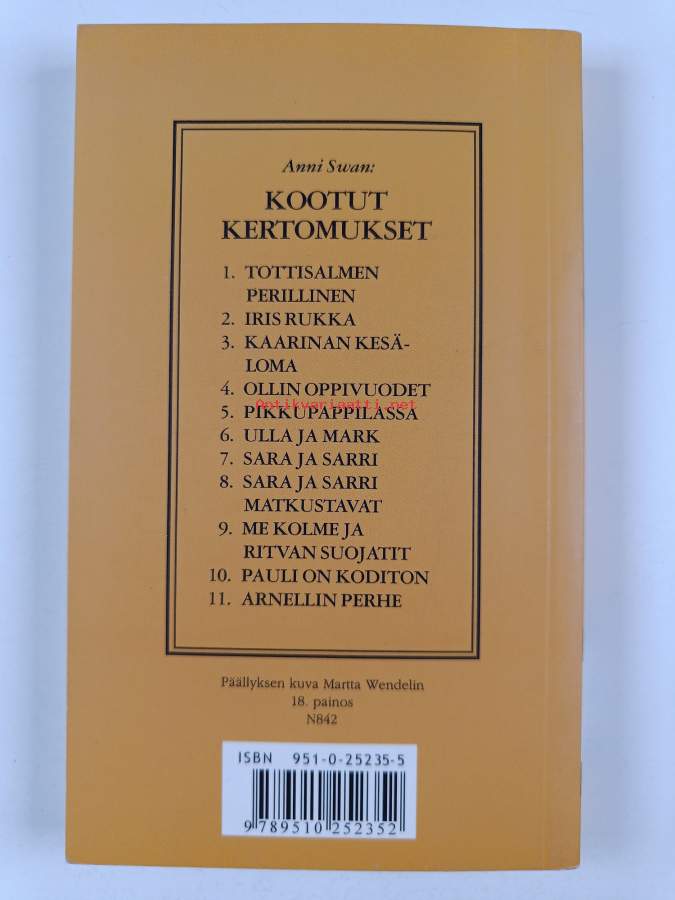 Anni Swan:
KOOTUT
KERTOMUKSET
1. TOTTISALMEN
PERILLINEN
2. IRIS RUKKA
3. KAARINAN KESÄ-
LOMA
4. OLLIN OPPIVUODET
Antikvariaatti.net
5. PIKKUPAPPILASSA
6. ULLA JA MARK
7. SARA JA SARRI
8. SARA JA SARRI
MATKUSTAVAT
9. ME KOLME JA
RITVAN SUOJATIT
10. PAULI ON KODITON
11. ARNELLIN PERHE
Päällyksen kuva Martta Wendelin
18. painos
N842
ISBN 951-0-25235-5
9 789510 252352